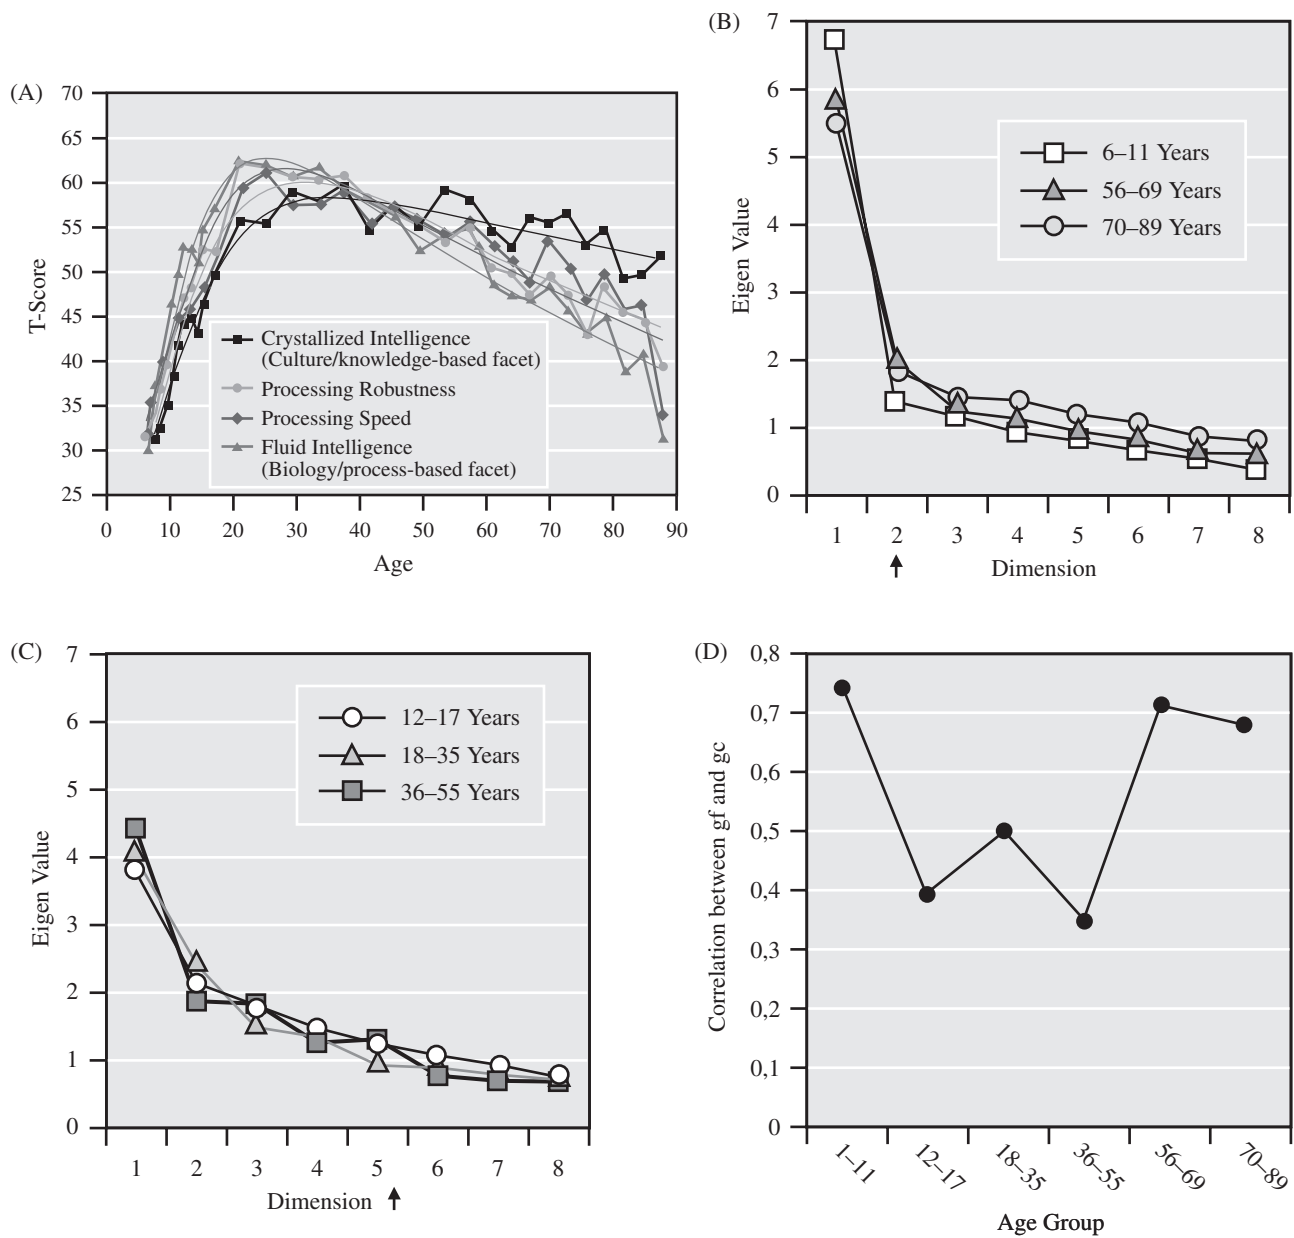 (A)
70
65
60
55
50
45
40
35
30
25
T-Score
Crystallized Intelligence
(Culture/knowledge-based facet)
Processing Robustness
Processing Speed
Fluid Intelligence
(Biology/process-based facet)
0 10 20 30 40 50 60 70 80 90
Age
(B)
7
6
5
4
3
2
1
0
Eigen Value
6–11 Years
56–69 Years
70–89 Years
1 2 3 4 5 6 7 8
Dimension
(C)
7
6
5
4
3
2
1
0
Eigen Value
12–17 Years
18–35 Years
36–55 Years
1 2 3 4 5 6 7 8
Dimension
(D)
0,8
0,7
0,6
0,5
0,4
0,3
0,2
0,1
0
Correlation between gf and gc
1–11 12–17 18–35 36–55 56–69 70–89
Age Group